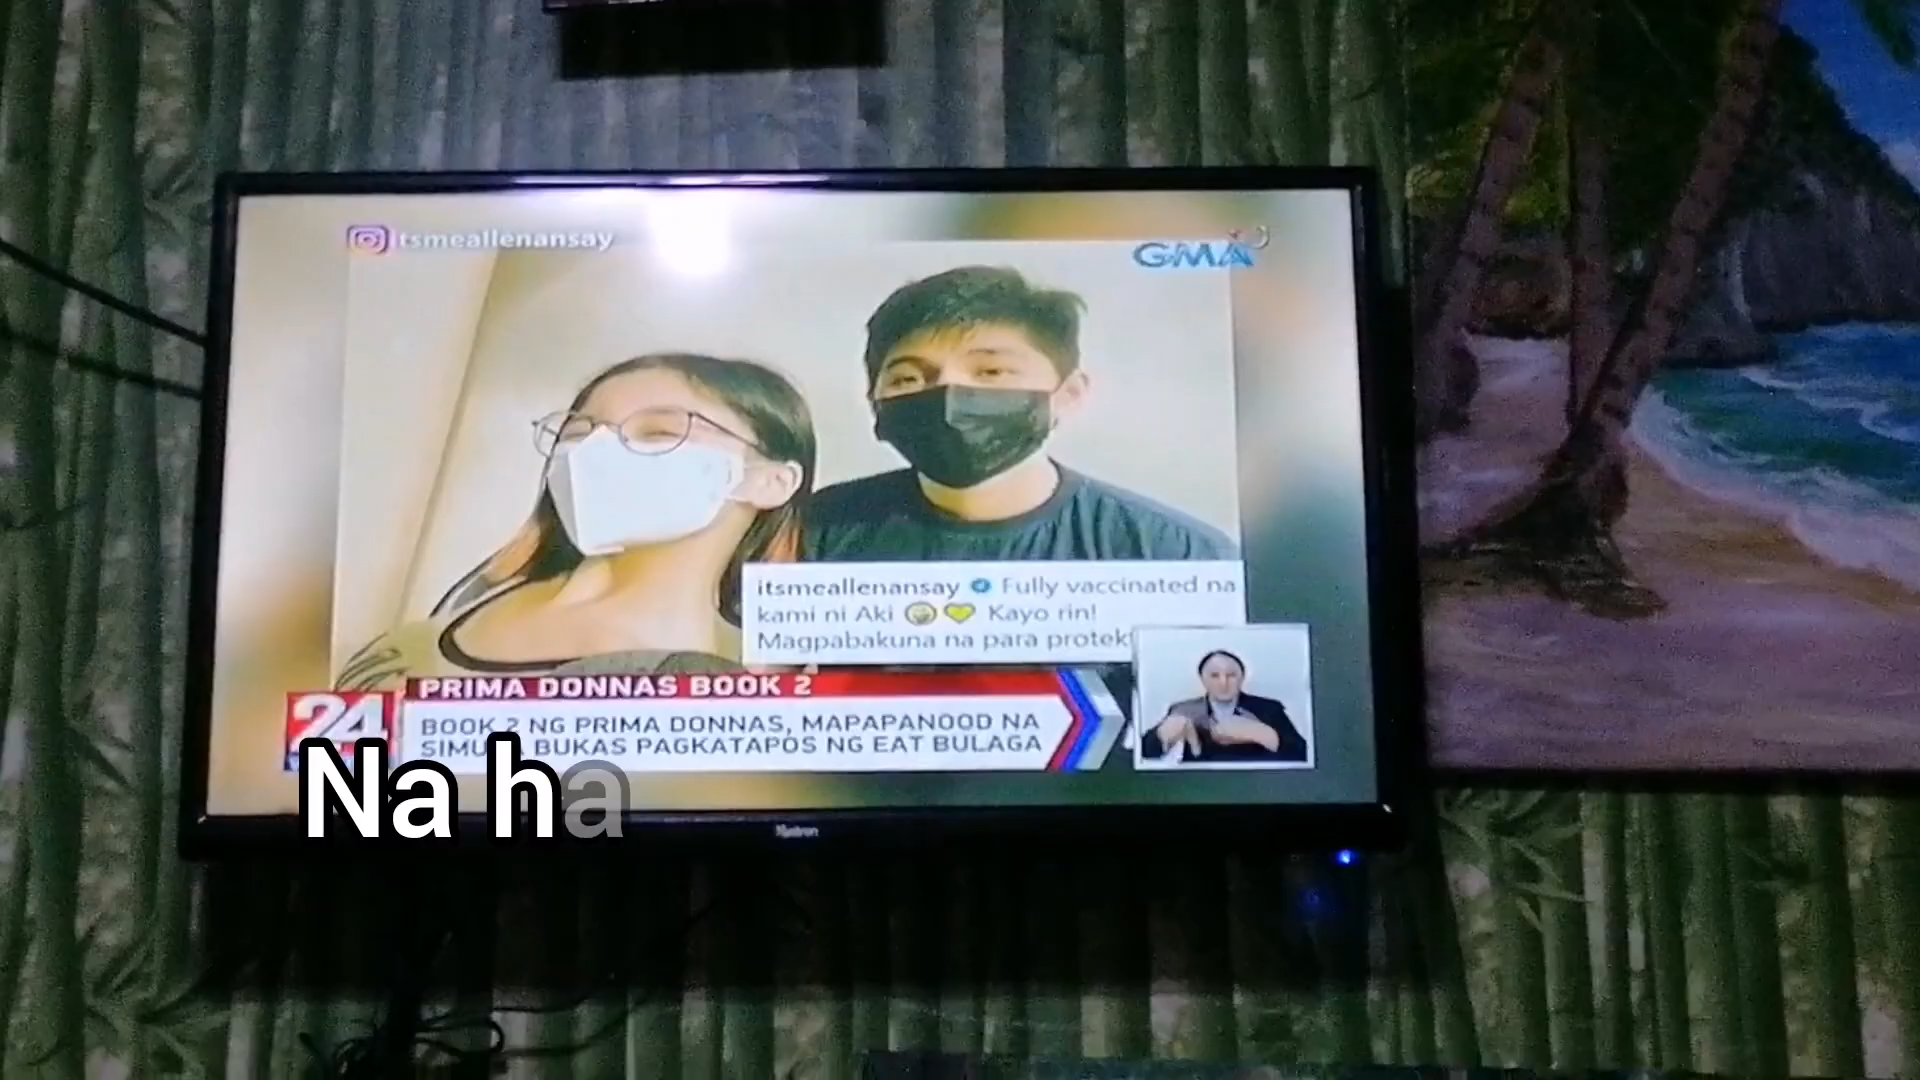 itsmeallenansay
GMA
itsmeallenansay Fully vaccinated na
kami ni Aki Kayo rin!
Magpabakuna na para protek
PRIMA DONNAS BOOK 2
24
BOOK 2 NG PRIMA DONNAS, MAPAPANOOD NA
BUKAS PAGKATAPOS NG EAT BULAGA
Na ha